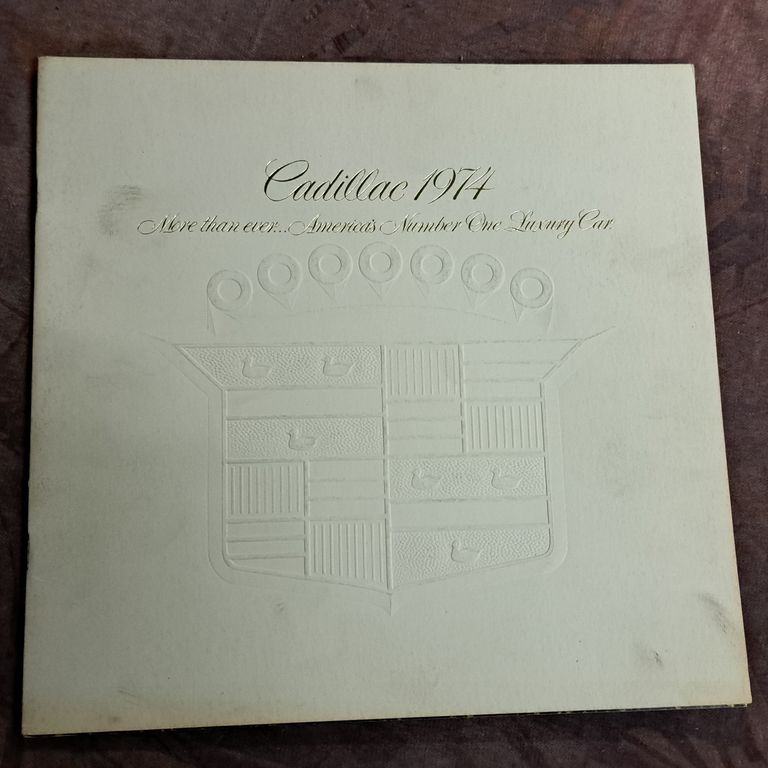 Cadillac 1974
More than ever...America's Number One Luxury Car.